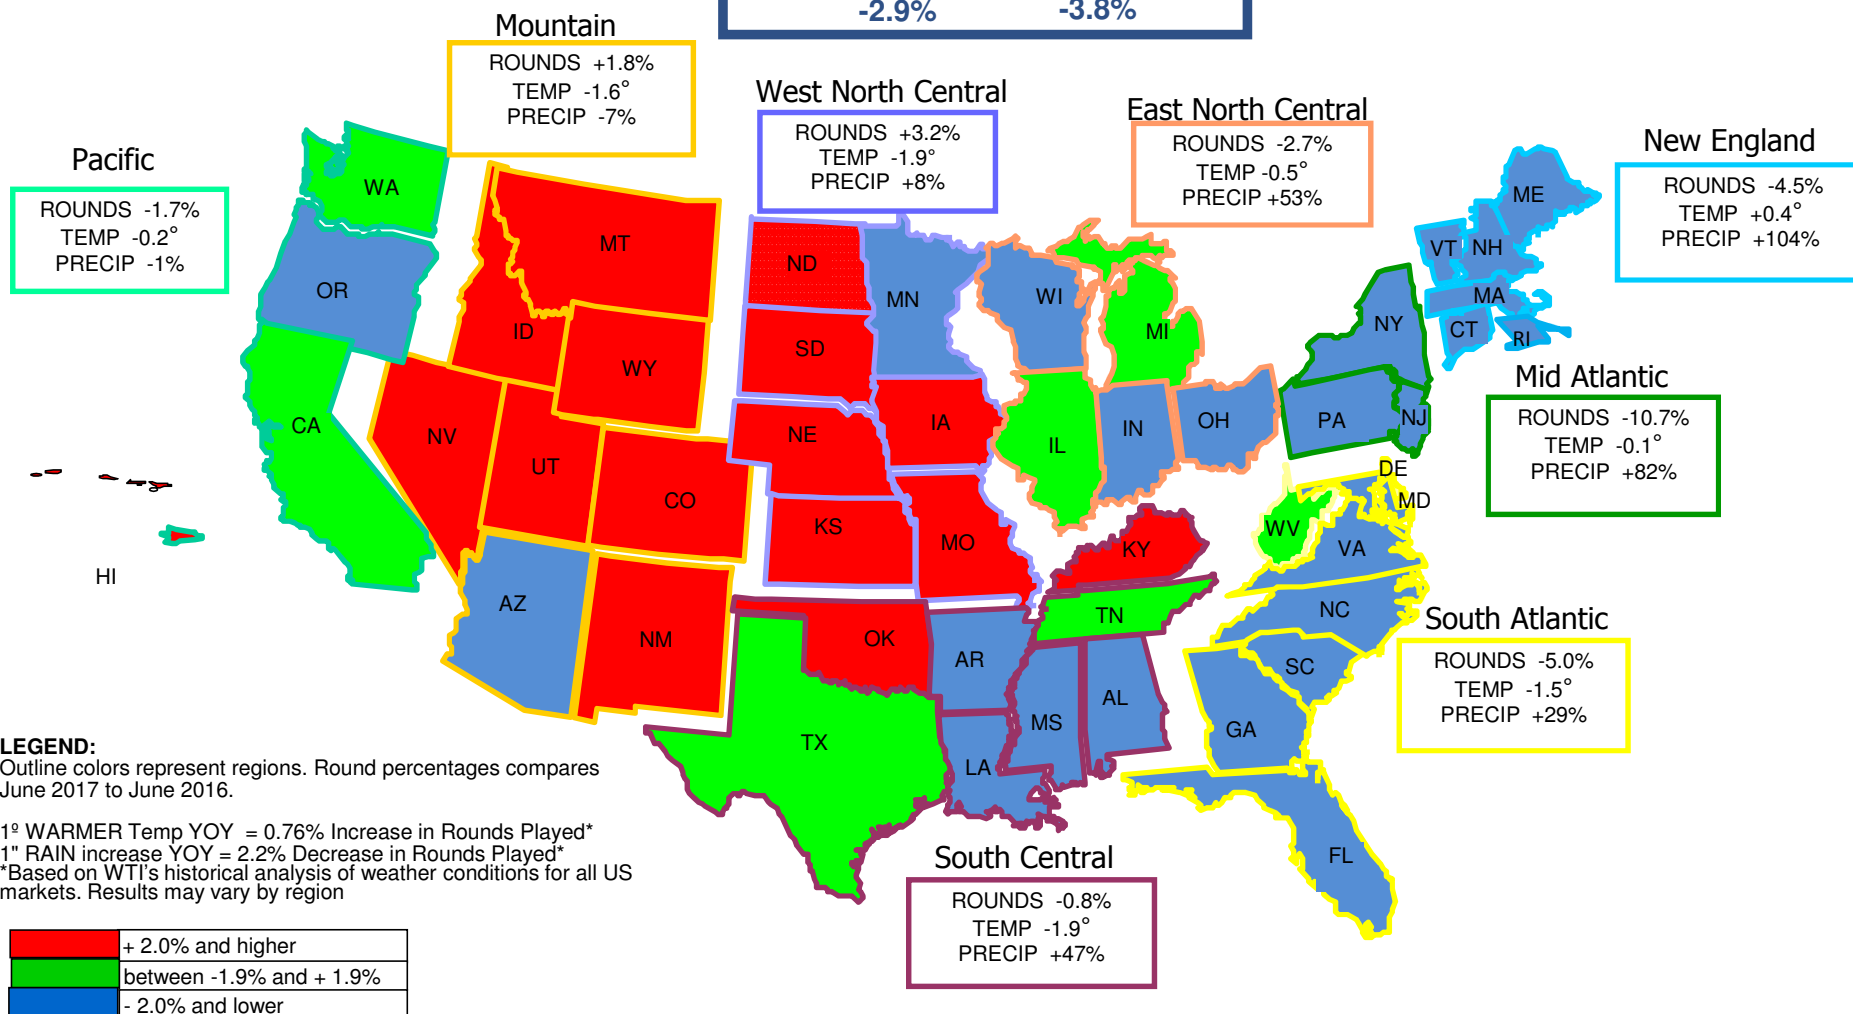 -2.9% -3.8%
Mountain
ROUNDS +1.8%
TEMP -1.6°
PRECIP -7%
West North Central
ROUNDS +3.2%
TEMP -1.9°
PRECIP +8%
East North Central
ROUNDS -2.7%
TEMP -0.5°
PRECIP +53%
New England
ROUNDS -4.5%
TEMP +0.4°
PRECIP +104%
Pacific
ROUNDS -1.7%
TEMP -0.2°
PRECIP -1%
Mid Atlantic
ROUNDS -10.7%
TEMP -0.1°
PRECIP +82%
South Atlantic
ROUNDS -5.0%
TEMP -1.5°
PRECIP +29%
South Central
ROUNDS -0.8%
TEMP -1.9°
PRECIP +47%
WA
OR
CA
HI
MT
ID
WY
NV
UT
CO
AZ
NM
ND
SD
NE
KS
MN
IA
MO
WI
MI
IL
IN
OH
KY
TN
OK
TX
AR
LA
MS
AL
ME
VT
NH
MA
CT
RI
NY
PA
NJ
DE
MD
WV
VA
NC
SC
GA
FL
LEGEND:
Outline colors represent regions. Round percentages compares
June 2017 to June 2016.
1º WARMER Temp YOY = 0.76% Increase in Rounds Played*
1" RAIN increase YOY = 2.2% Decrease in Rounds Played*
*Based on WTI's historical analysis of weather conditions for all US
markets. Results may vary by region
+ 2.0% and higher
between -1.9% and + 1.9%
- 2.0% and lower